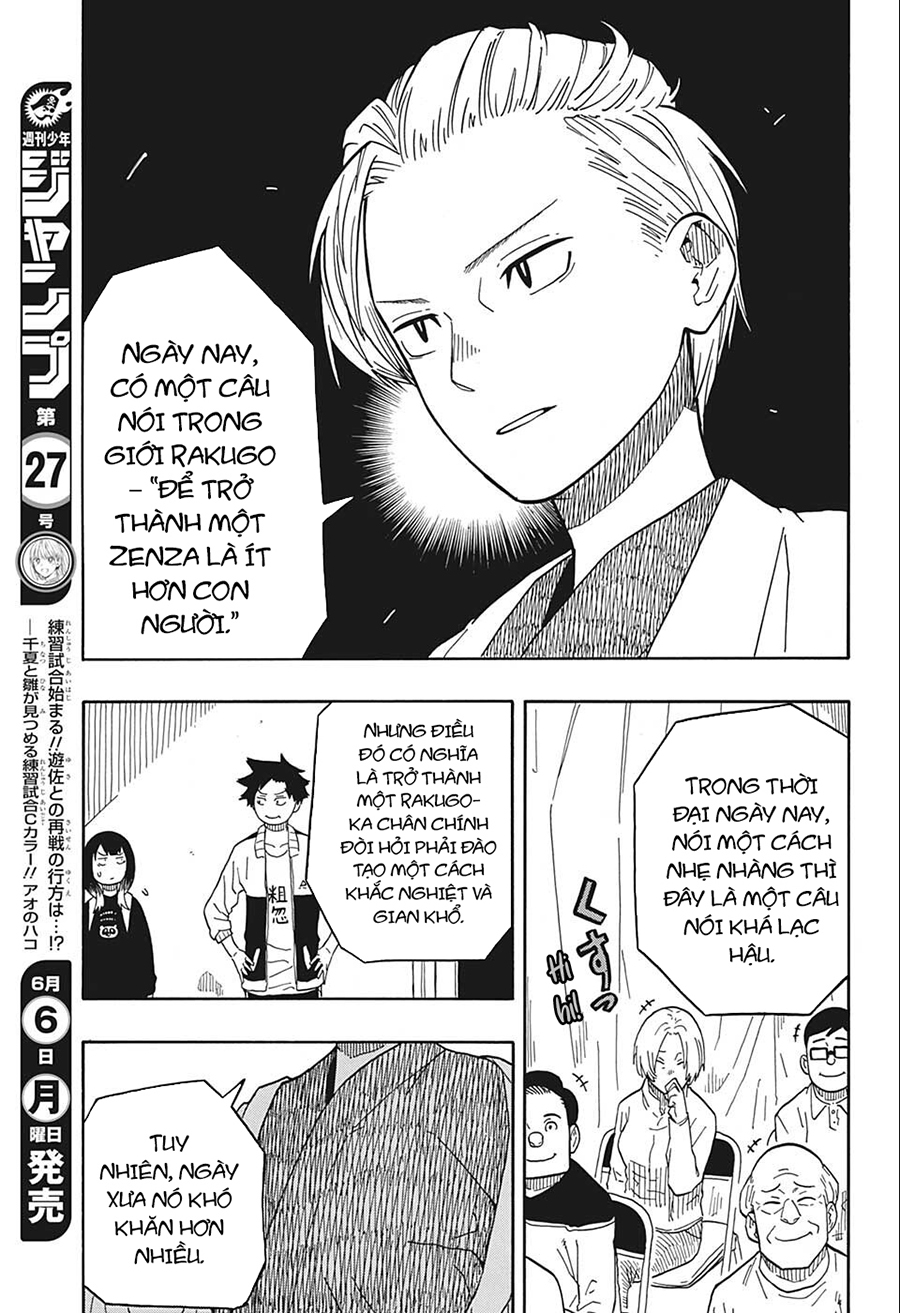 NGÀY NAY,
CÓ MỘT CÂU
NÓI TRONG
GIỚI RAKUGO
– "ĐỂ TRỞ
THÀNH MỘT
ZENZA LÀ ÍT
HƠN CON
NGƯỜI."
TRONG THỜI
ĐẠI NGÀY NAY,
NÓI MỘT CÁCH
NHẸ NHÀNG THÌ
ĐÂY LÀ MỘT CÂU
NÓI KHÁ LẠC
HẬU.
くすっ
Hi
hi!
NHƯNG ĐIỀU
ĐÓ CÓ NGHĨA
LÀ TRỞ THÀNH
MỘT RAKUGO-
KA CHÂN CHÍNH
ĐÒI HỎI PHẢI ĐÀO
TẠO MỘT CÁCH
KHẮC NGHIỆT VÀ
GIAN KHỔ.
粗忽
TUY
NHIÊN, NGÀY
XƯA NÓ KHÓ
KHĂN HƠN
NHIỀU.
週刊少年
ジャンプ
第
27
号
練習試合始まる!!遊佐との再戦の行方は…!?
—千夏と雛が見つめる練習試合Cカラー!! アオのハコ
6月
6
日
月
曜日
発売